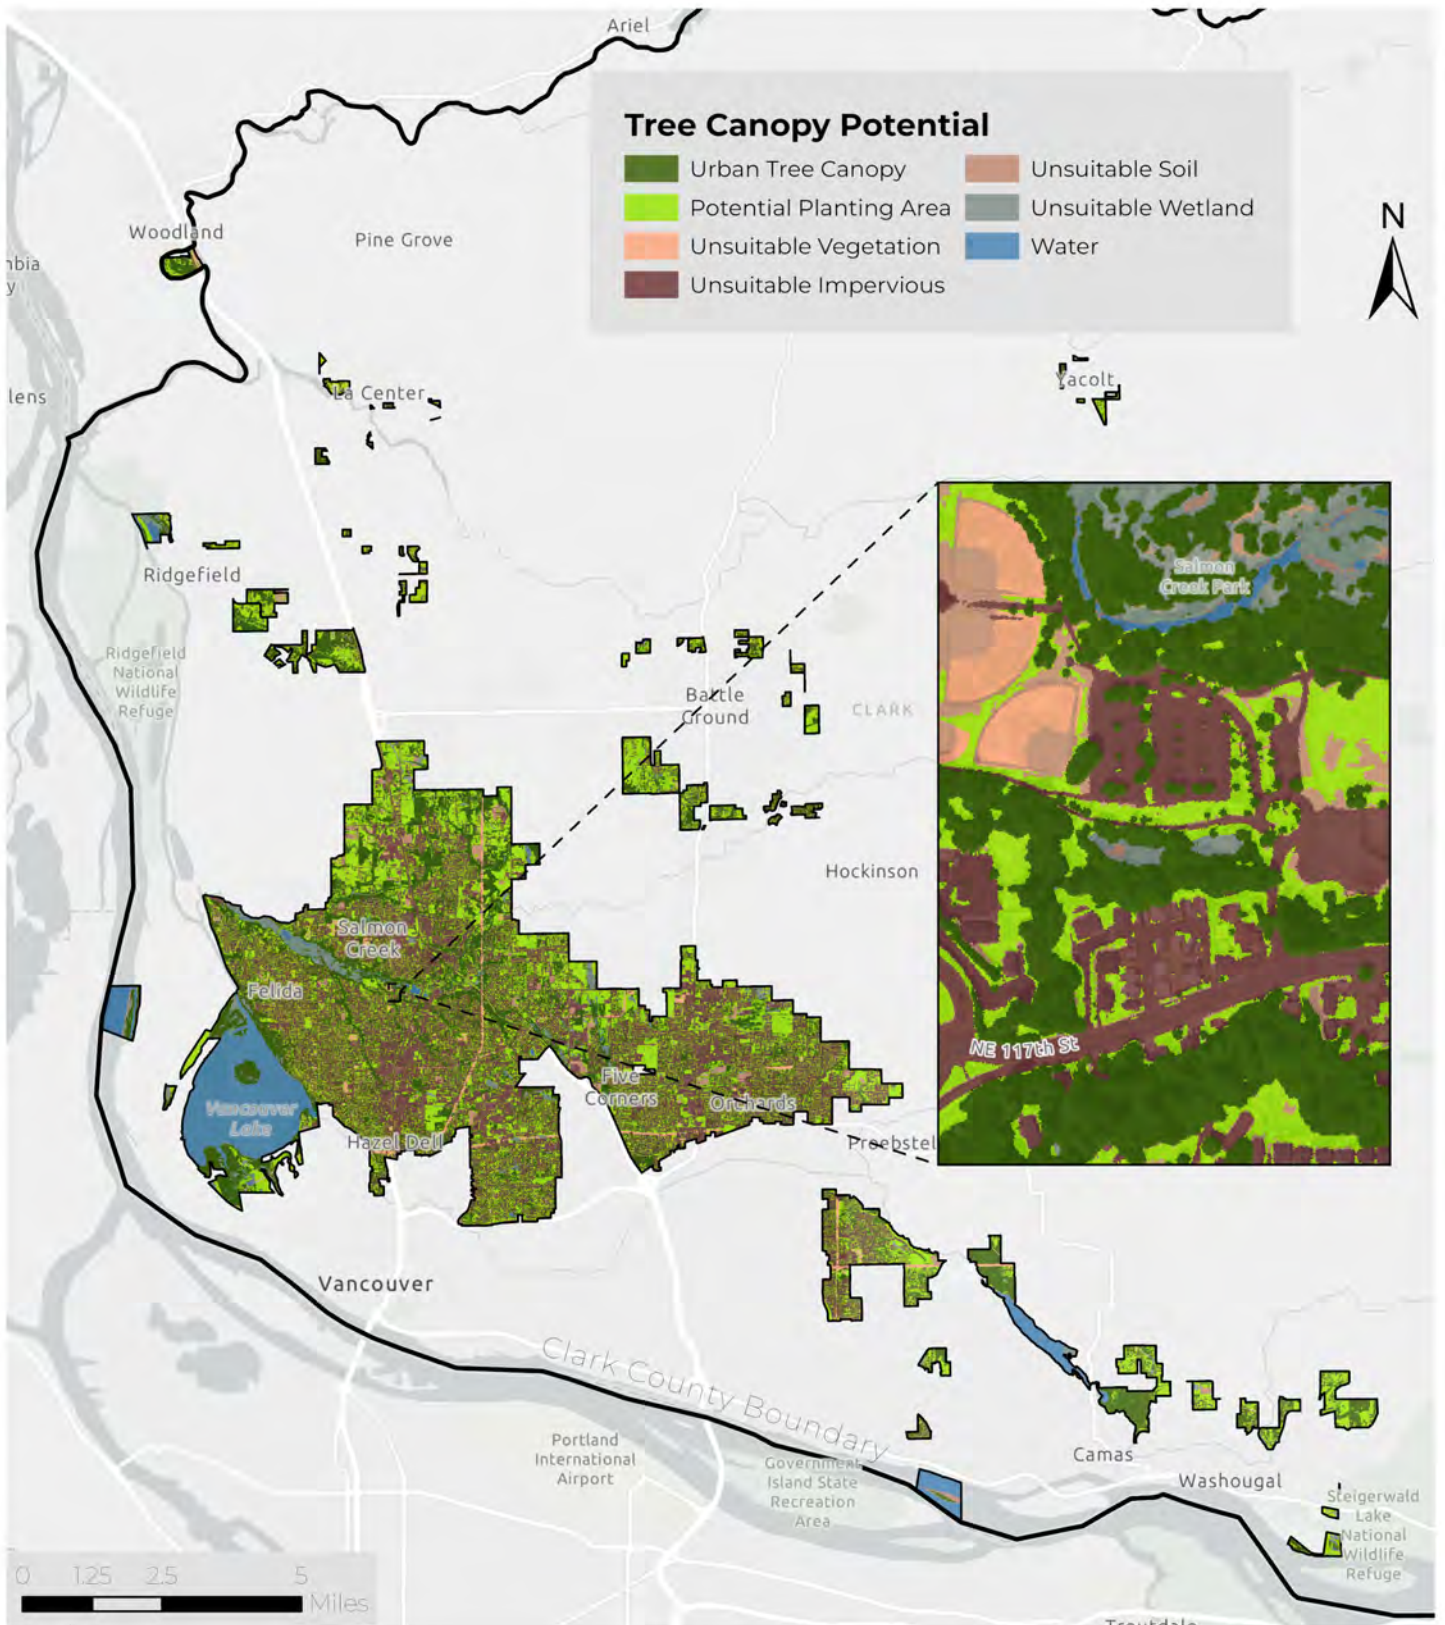 Ariel
Tree Canopy Potential
Urban Tree Canopy
Potential Planting Area
Unsuitable Vegetation
Unsuitable Impervious
Unsuitable Soil
Unsuitable Wetland
Water
N
Woodland
Pine Grove
nbia
y
lens
La Center
Yacolt
Ridgefield
Ridgefield
National
Wildlife
Refuge
Battle
Ground
CLARK
Salmon
Creek Park
Hockinson
Salmon
Creek
Felida
NE 117th St
Five
Corners
Orchards
Vancouver
Lake
Hazel Dell
Proebstel
Vancouver
Clark County Boundary
Portland
International
Airport
Government
Island State
Recreation
Area
Camas
Washougal
Steigerwald
Lake
National
Wildlife
Refuge
0 1.25 2.5 5
Miles
Troutdale